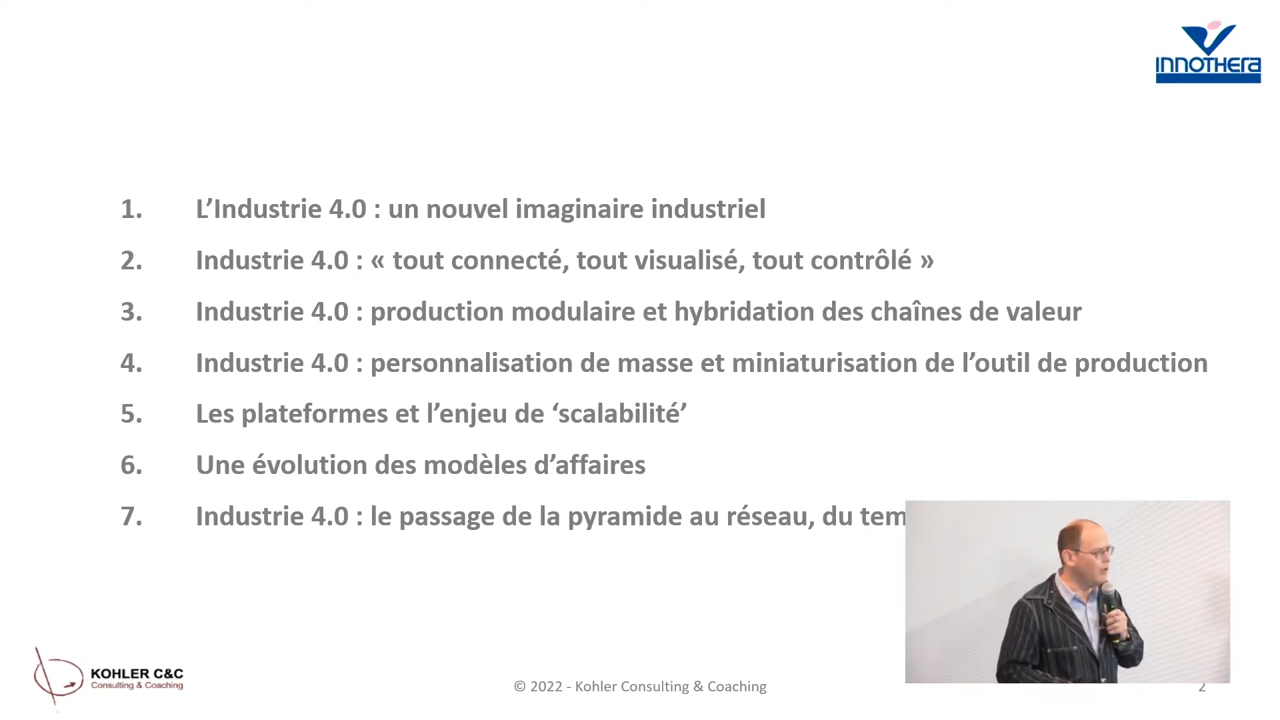 INNOTHERA
1. L’Industrie 4.0 : un nouvel imaginaire industriel
2. Industrie 4.0 : « tout connecté, tout visualisé, tout contrôlé »
3. Industrie 4.0 : production modulaire et hybridation des chaînes de valeur
4. Industrie 4.0 : personnalisation de masse et miniaturisation de l’outil de production
5. Les plateformes et l’enjeu de ‘scalabilité’
6. Une évolution des modèles d’affaires
7. Industrie 4.0 : le passage de la pyramide au réseau, du
KOHLER C&C
Consulting & Coaching
© 2022 - Kohler Consulting & Coaching
2